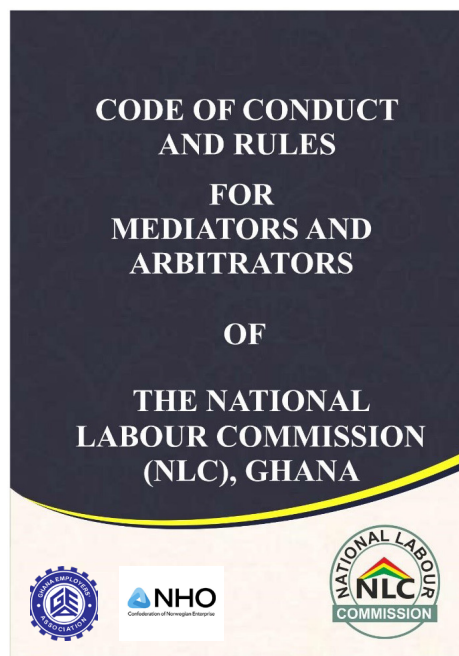 CODE OF CONDUCT
AND RULES
FOR
MEDIATORS AND
ARBITRATORS
OF
THE NATIONAL
LABOUR COMMISSION
(NLC), GHANA
GHANA EMPLOYERS'
ASSOCIATION
NHO
Confederation of Norwegian Enterprise
NATIONAL LABOUR
NLC
COMMISSION